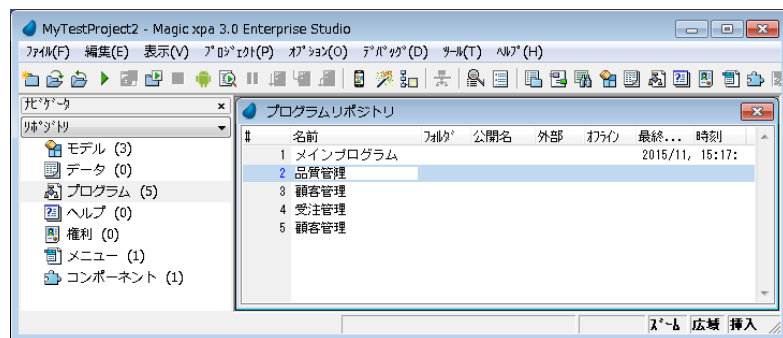 MyTestProject2 - Magic xpa 3.0 Enterprise Studio
ﾌｧｲﾙ(F) 編集(E) 表示(V) ﾌﾟﾛｼﾞｪｸﾄ(P) ｵﾌﾟｼｮﾝ(O) ﾃﾞﾊﾞｯｸﾞ(D) ﾂｰﾙ(T) ﾍﾙﾌﾟ(H)
ﾅﾋﾞｹﾞｰﾀ
ﾘﾎﾟｼﾞﾄﾘ
モデル (3)
データ (0)
プログラム (5)
ヘルプ (0)
権利 (0)
メニュー (1)
コンポーネント (1)
プログラムリポジトリ
# 名前 ﾌｫﾙﾀﾞ 公開名 外部 ｵﾌﾗｲﾝ 最終... 時刻
1 メインプログラム 2015/11, 15:17:
2 品質管理
3 顧客管理
4 受注管理
5 顧客管理
ｽﾞｰﾑ 広域 挿入